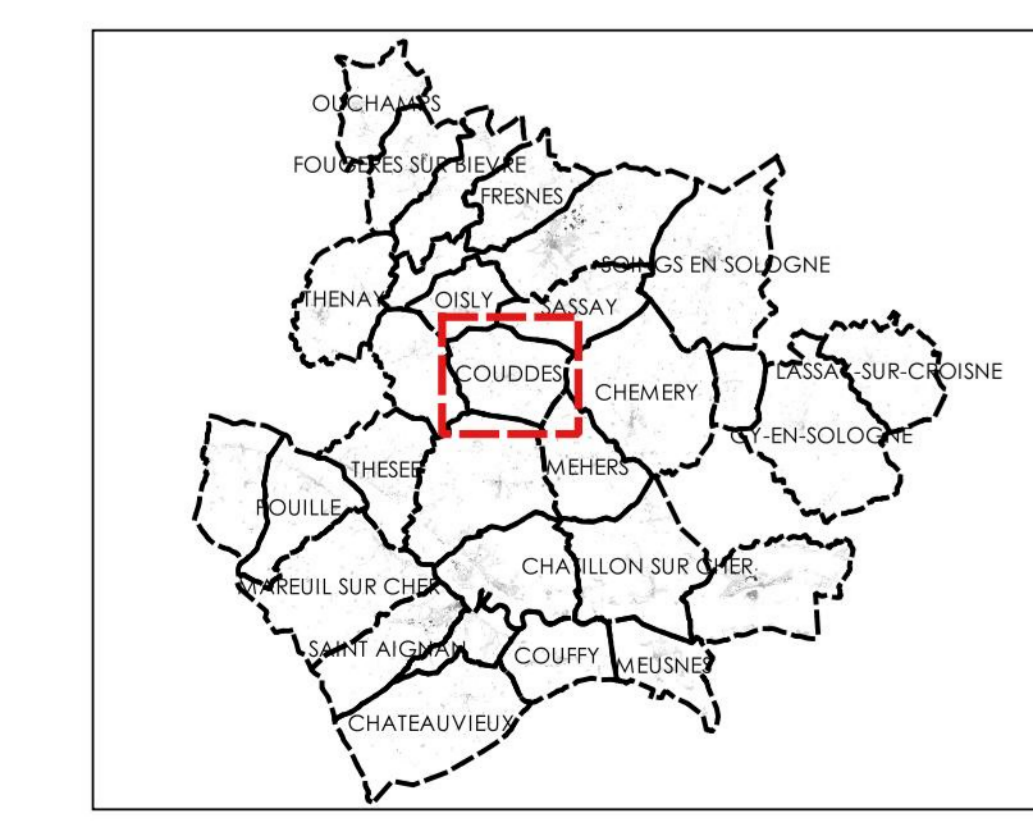 OUCHAMPS
FOUGERES SUR BIEVRE
FRESNES
SOINGS EN SOLOGNE
THENAY
OISLY
SASSAY
COUDDES
LASSAY-SUR-CROISNE
CHEMERY
GY-EN-SOLOGNE
THESEE
MEHERS
POUILLE
CHATILLON SUR CHER
MAREUIL SUR CHER
SAINT AIGNAN
COUFFY
MEUSNES
CHATEAUVIEUX